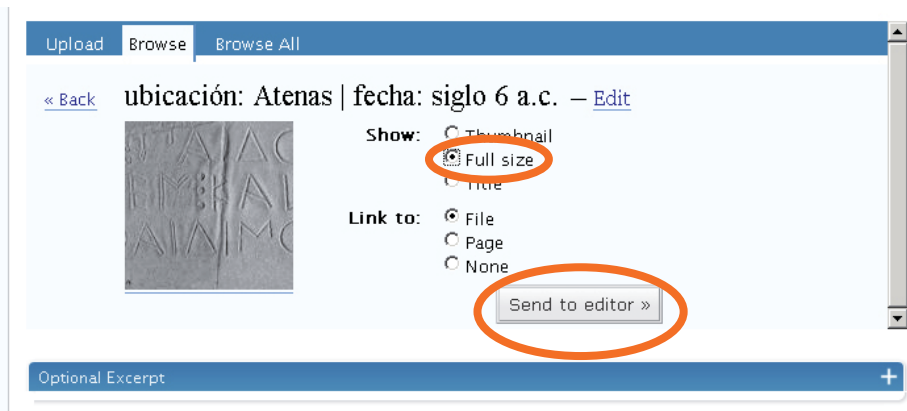 Upload Browse Browse All
« Back ubicación: Atenas | fecha: siglo 6 a.c. — Edit
Show: Thumbnail
Full size
Title
Link to: File
Page
None
Send to editor »
Optional Excerpt +